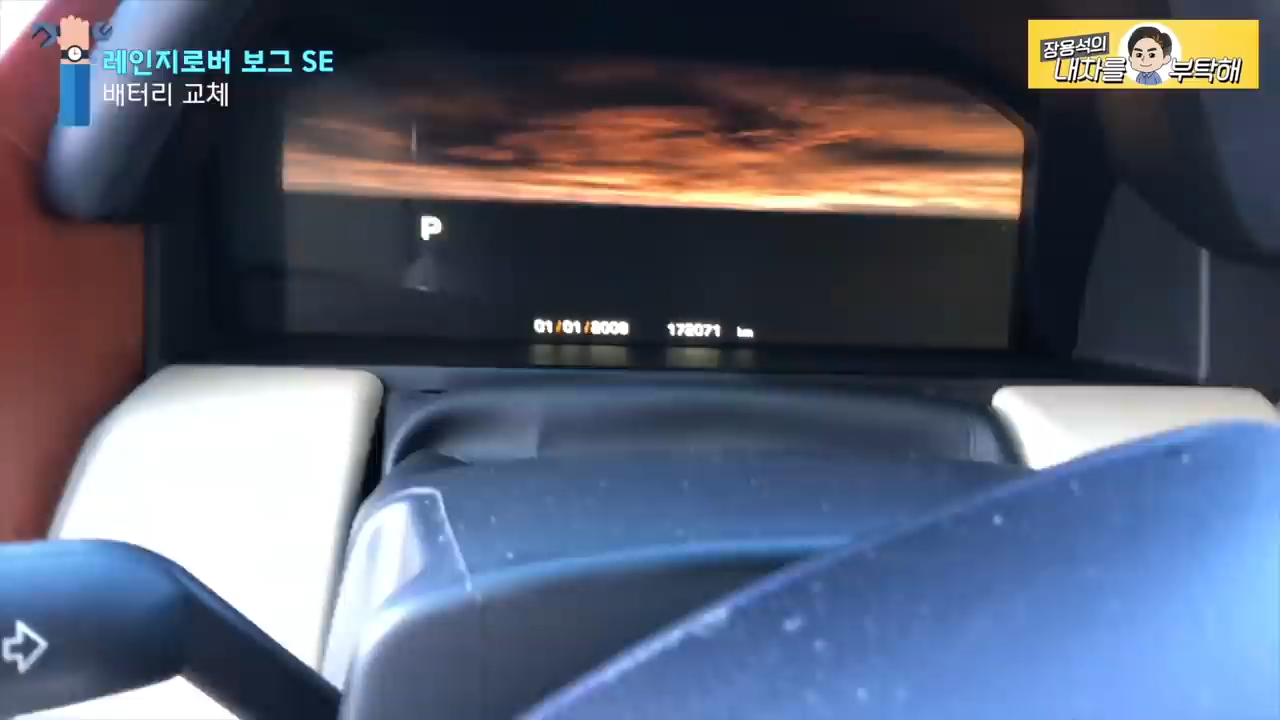 레인지로버 보그 SE
배터리 교체
장용석의
내차를 부탁해
P
01/01/2008 172071 km